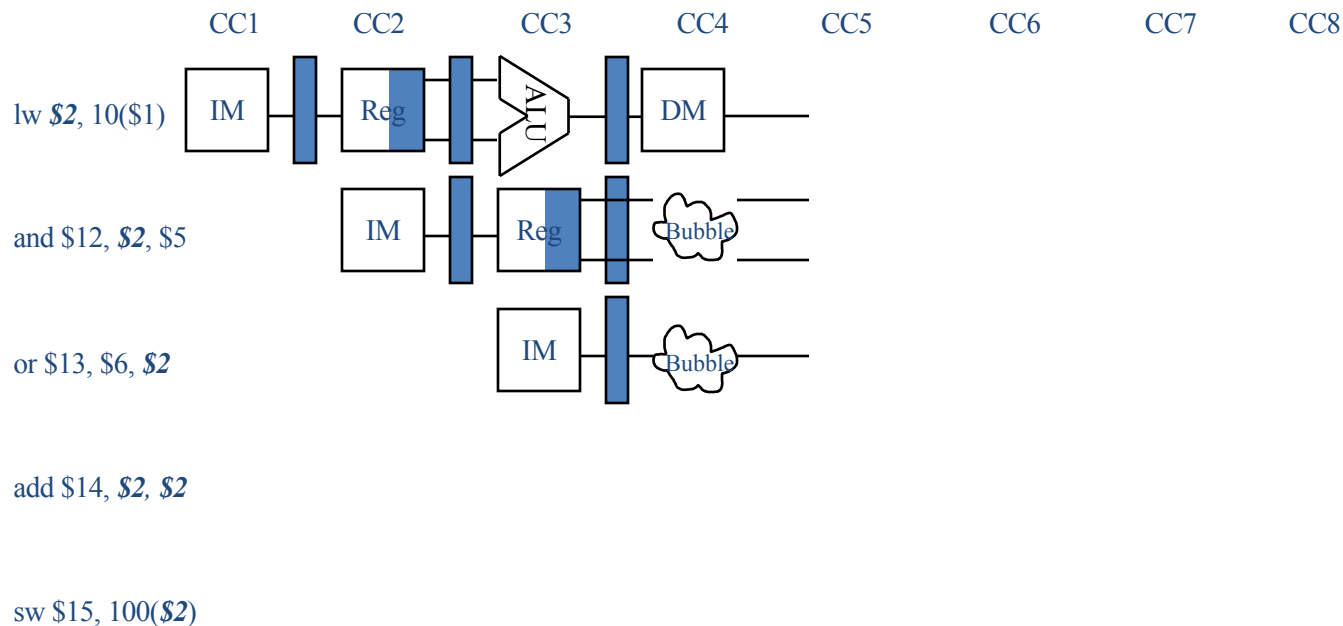 CC1 CC2 CC3 CC4 CC5 CC6 CC7 CC8
lw $2, 10($1) IM Reg ALU DM
and $12, $2, $5 IM Reg Bubble
or $13, $6, $2 IM Bubble
add $14, $2, $2
sw $15, 100($2)